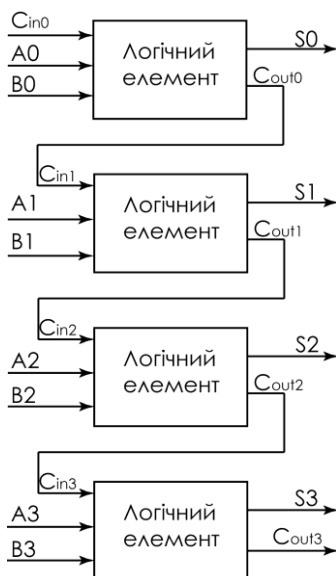 Cin0
A0
B0
Логічний
елемент
S0
Cout0
Cin1
A1
B1
Логічний
елемент
S1
Cout1
Cin2
A2
B2
Логічний
елемент
S2
Cout2
Cin3
A3
B3
Логічний
елемент
S3
Cout3